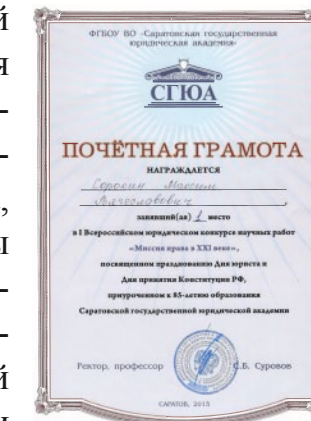 й
я
-
-
,
ы
-
-
й
ФГБОУ ВО «Саратовская государственная
юридическая академия»
СГЮА
ПОЧЁТНАЯ ГРАМОТА
НАГРАЖДАЕТСЯ
Максим
Вячеславович
занявший(ая) 1 место
в I Всероссийском юридическом конкурсе научных работ
«Миссия права в XXI веке»,
посвященном празднованию Дня юриста и
Дня принятия Конституции РФ,
приуроченном к 85-летию образования
Саратовской государственной юридической академии
Ректор, профессор С.Б. Суровов
САРАТОВ, 2015